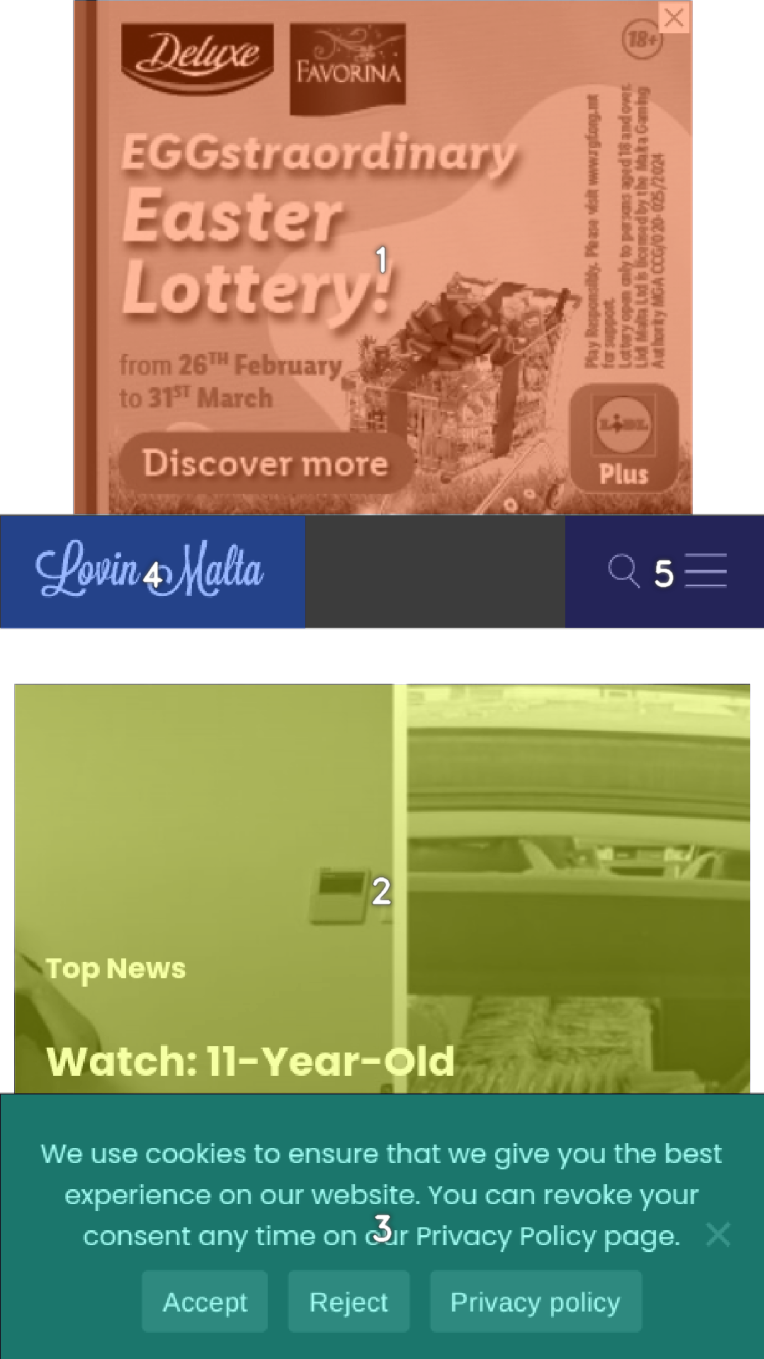 Deluxe
FAVORINA
18+
EGGstraordinary
Easter
Lottery!
from 26TH February
to 31ST March
Discover more
Play Responsibly. Please visit www.rgf.org.mt
for support.
Lottery open only to persons aged 18 and over.
Lidl Malta Ltd is licensed by the Malta Gaming
Authority MGA CCG/020-025/2024
LIDL
Plus
1
Lovin Malta
4
5
2
Top News
Watch: 11-Year-Old
We use cookies to ensure that we give you the best
experience on our website. You can revoke your
consent any time on our Privacy Policy page.
3
Accept
Reject
Privacy policy